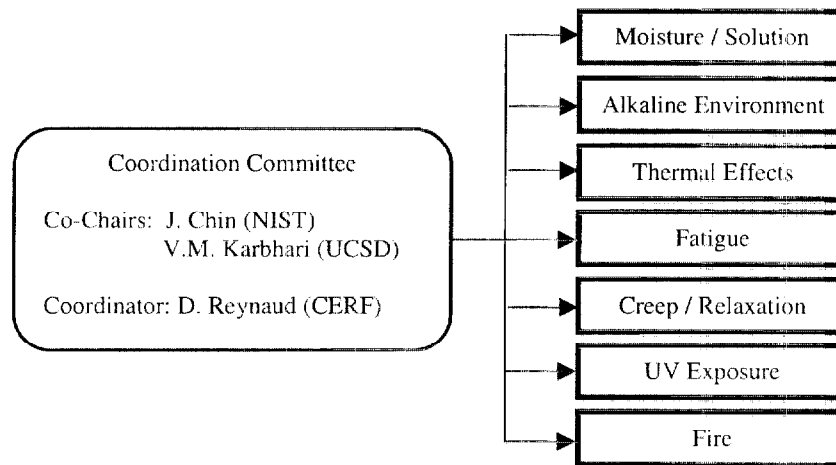 Coordination Committee
Co-Chairs: J. Chin (NIST)
V.M. Karbhari (UCSD)
Coordinator: D. Reynaud (CERF)
Moisture / Solution
Alkaline Environment
Thermal Effects
Fatigue
Creep / Relaxation
UV Exposure
Fire